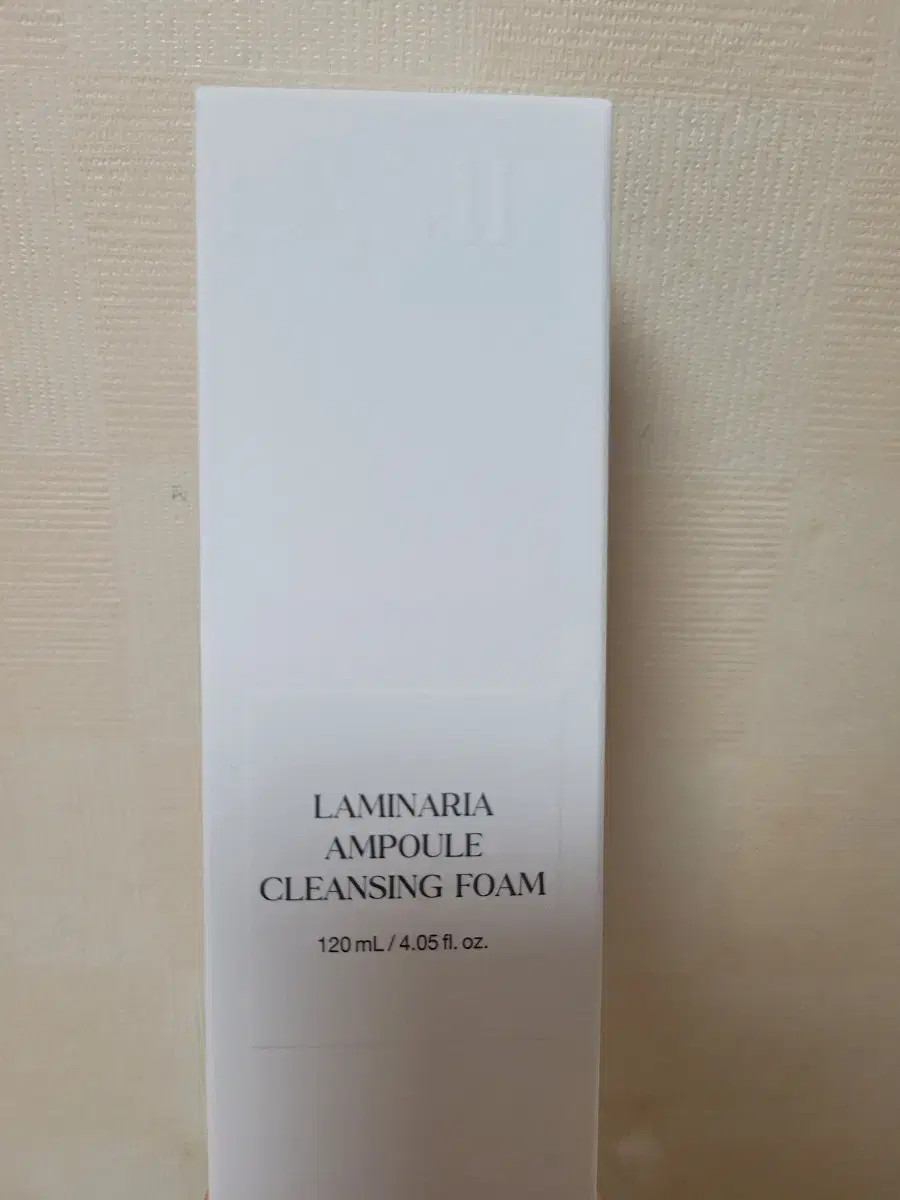 LAMINARIA
AMPOULE
CLEANSING FOAM
120 mL / 4.05 fl. oz.